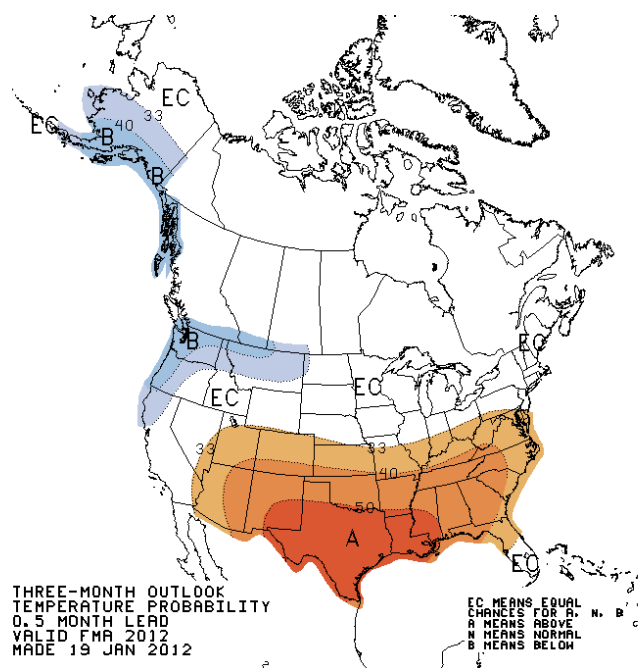 EC
33
EC
40
B
B
B
EC
EC
EC
33
33
40
50
A
EC
THREE-MONTH OUTLOOK
TEMPERATURE PROBABILITY
0.5 MONTH LEAD
VALID FMA 2012
MADE 19 JAN 2012
EC MEANS EQUAL
CHANCES FOR A, N, B
A MEANS ABOVE
N MEANS NORMAL
B MEANS BELOW